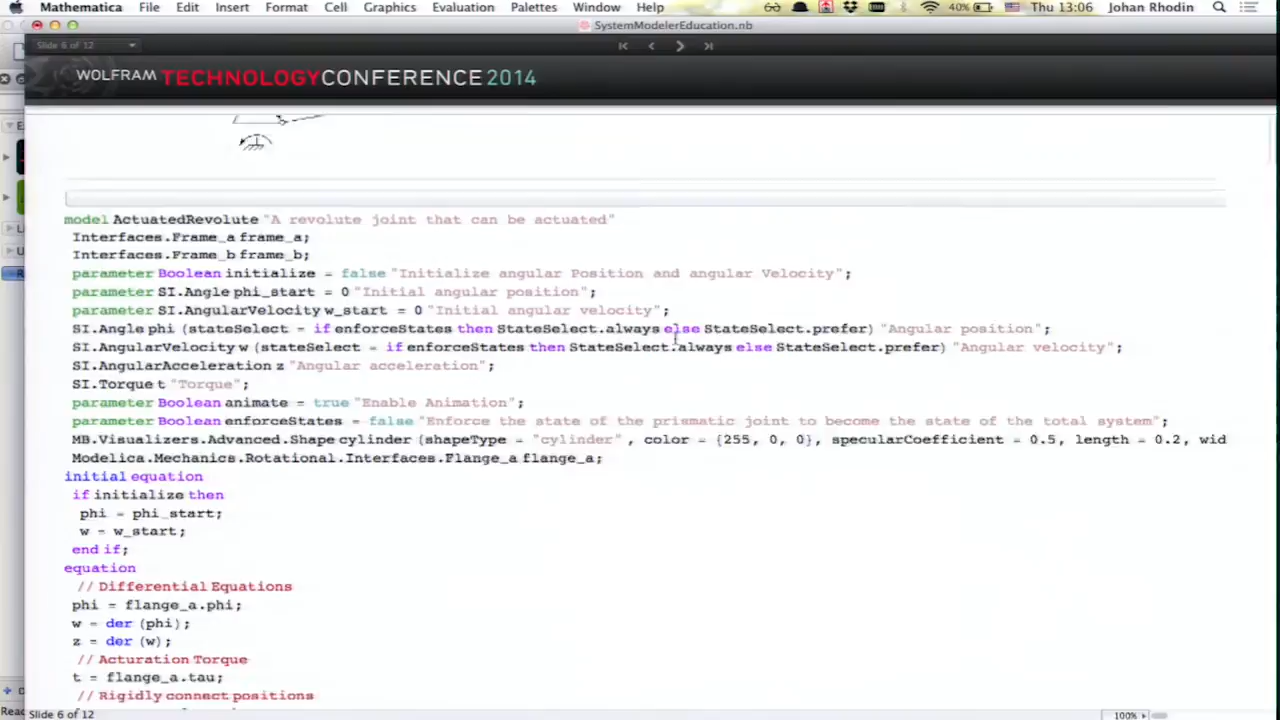 Mathematica File Edit Insert Format Cell Graphics Evaluation Palettes Window Help 40% Thu 13:06 Johan Rhodin
SystemModelerEducation.nb
Slide 6 of 12
WOLFRAM TECHNOLOGYCONFERENCE 2014
model ActuatedRevolute "A revolute joint that can be actuated"
Interfaces.Frame_a frame_a;
Interfaces.Frame_b frame_b;
parameter Boolean initialize = false "Initialize angular Position and angular Velocity";
parameter SI.Angle phi_start = 0 "Initial angular position";
parameter SI.AngularVelocity w_start = 0 "Initial angular velocity";
SI.Angle phi (stateSelect = if enforceStates then StateSelect.always else StateSelect.prefer) "Angular position";
SI.AngularVelocity w (stateSelect = if enforceStates then StateSelect.always else StateSelect.prefer) "Angular velocity";
SI.AngularAcceleration z "Angular acceleration";
SI.Torque t "Torque";
parameter Boolean animate = true "Enable Animation";
parameter Boolean enforceStates = false "Enforce the state of the prismatic joint to become the state of the total system";
MB.Visualizers.Advanced.Shape cylinder (shapeType = "cylinder" , color = {255, 0, 0}, specularCoefficient = 0.5, length = 0.2, wid
Modelica.Mechanics.Rotational.Interfaces.Flange_a flange_a;
initial equation
if initialize then
phi = phi_start;
w = w_start;
end if;
equation
// Differential Equations
phi = flange_a.phi;
w = der (phi);
z = der (w);
// Acturation Torque
t = flange_a.tau;
// Rigidly connect positions
Slide 6 of 12
100%